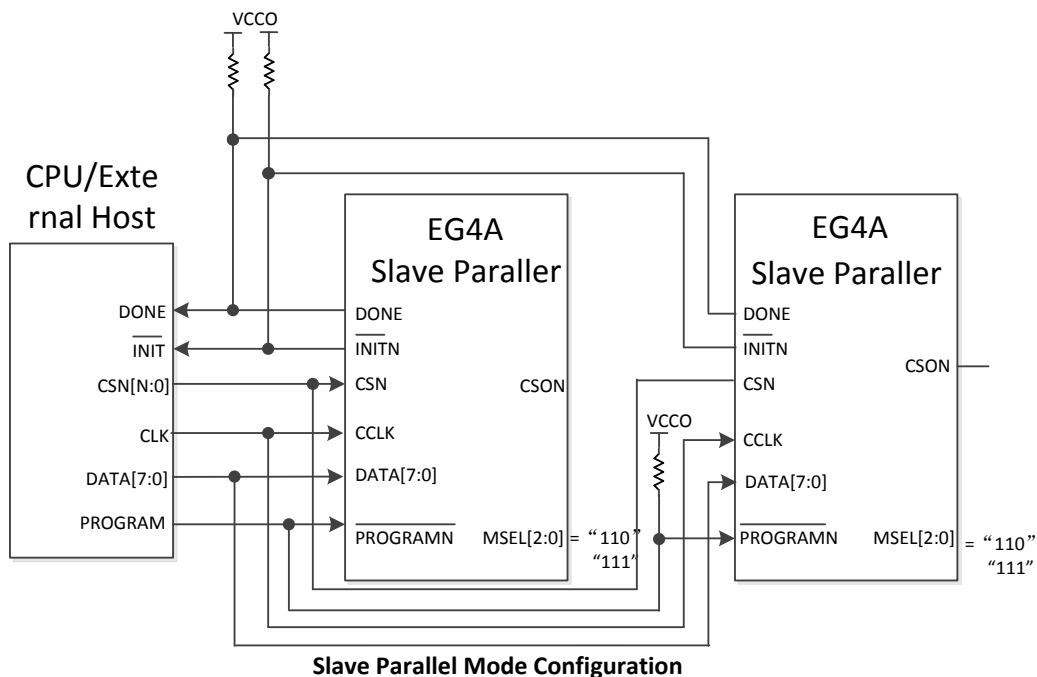 VCCO
CPU/Exte
rnal Host
DONE
INIT
CSN[N:0]
CLK
DATA[7:0]
PROGRAM
EG4A
Slave Paraller
DONE
INITN
CSN
CSON
CCLK
DATA[7:0]
PROGRAMN
MSEL[2:0] = “110”
“111”
VCCO
EG4A
Slave Paraller
DONE
INITN
CSN
CSON
CCLK
DATA[7:0]
PROGRAMN
MSEL[2:0] = “110”
“111”
Slave Parallel Mode Configuration